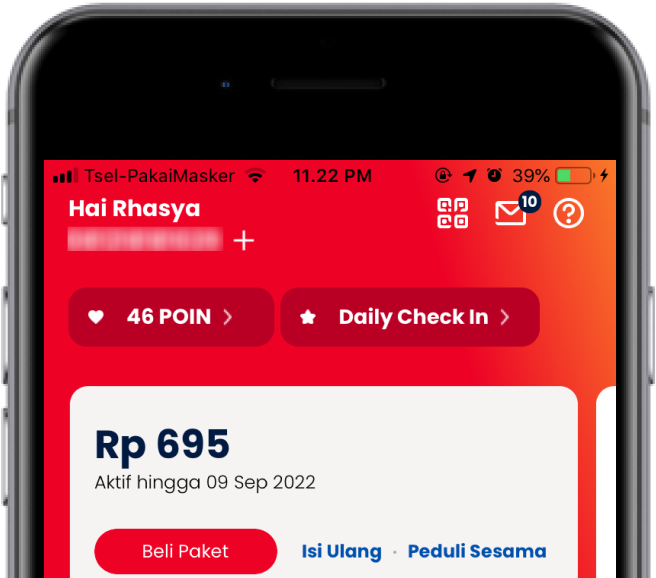 Tsel-PakaiMasker 11.22 PM 39%
Hai Rhasya
10
46 POIN Daily Check In
Rp 695
Aktif hingga 09 Sep 2022
Beli Paket Isi Ulang · Peduli Sesama